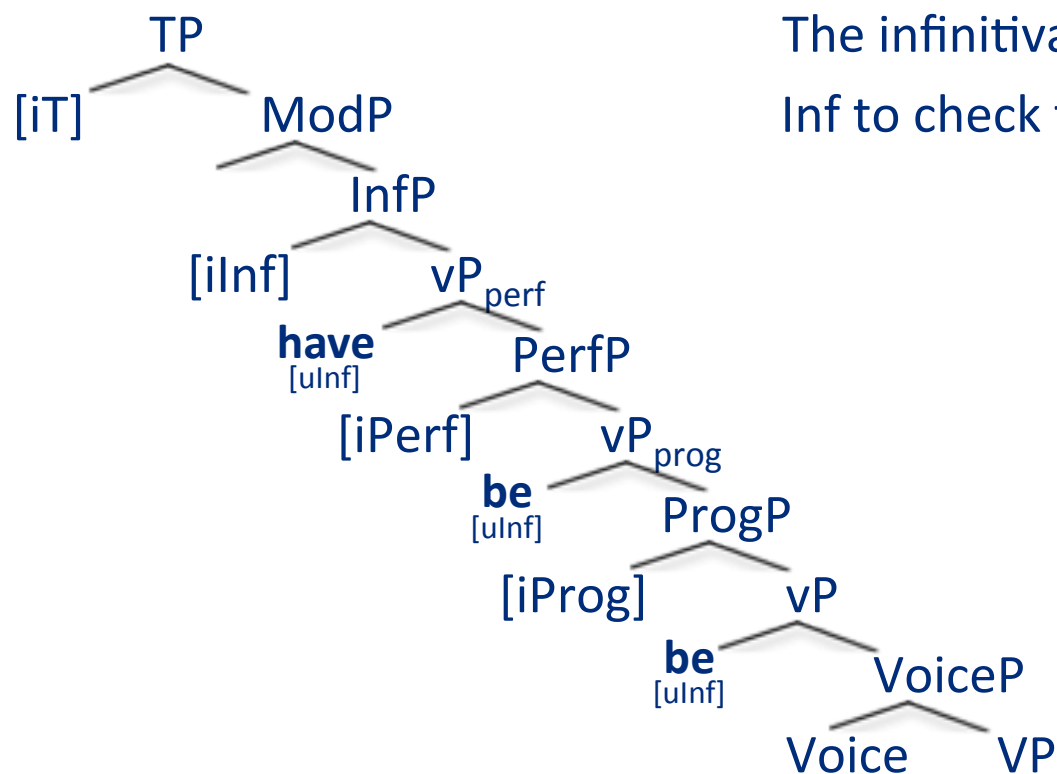 TP
The infinitiva
[iT]
ModP
Inf to check
InfP
[iInf]
vPperf
have
[uInf]
PerfP
[iPerf]
vPprog
be
[uInf]
ProgP
[iProg]
vP
be
[uInf]
VoiceP
Voice
VP